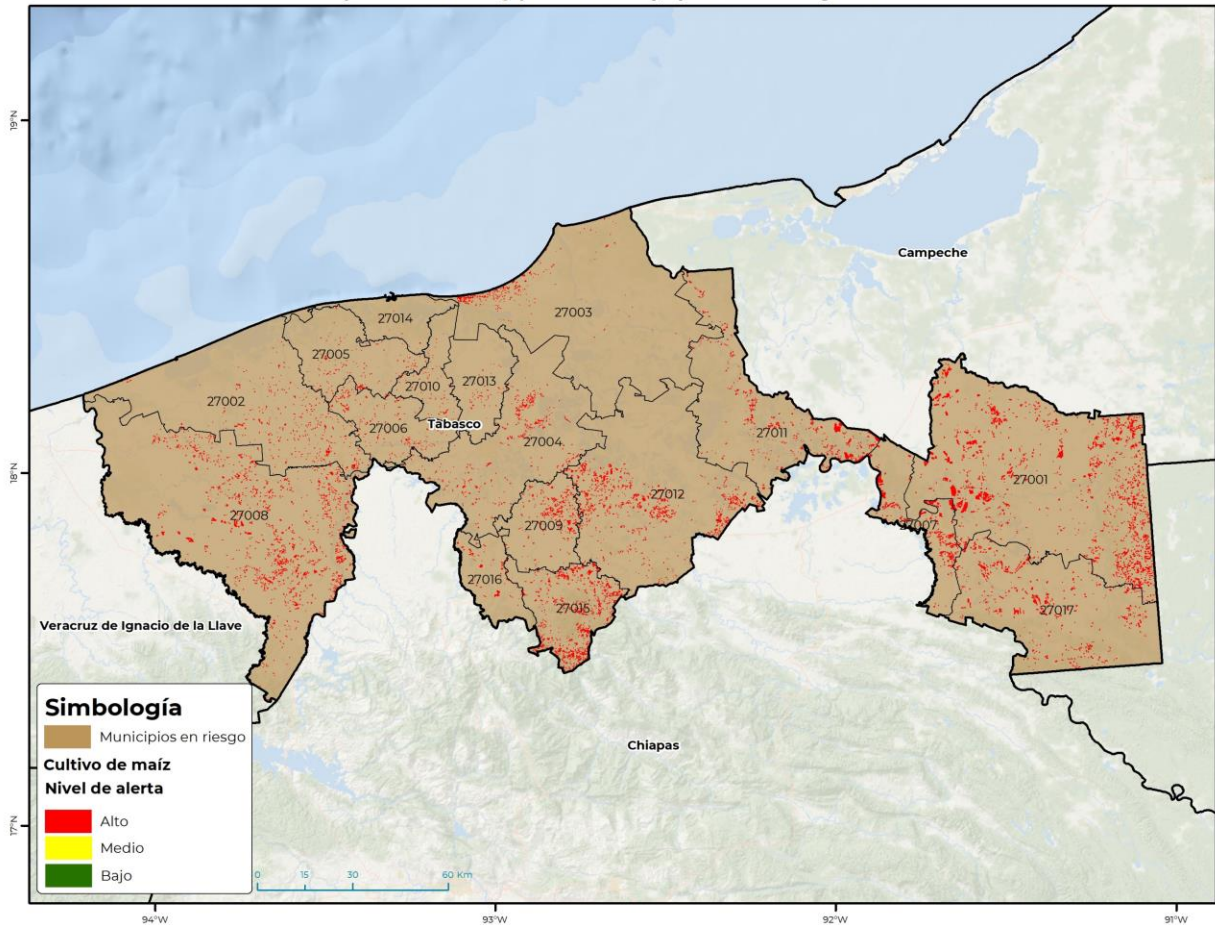 19°N
18°N
17°N
Campeche
27003
27014
27005
27002
27010
27013
27006
Tabasco
27004
27011
27012
27001
27008
27009
27007
27016
27015
27017
Veracruz de Ignacio de la Llave
Chiapas
Simbología
Municipios en riesgo
Cultivo de maíz
Nivel de alerta
Alto
Medio
Bajo
0 15 30 60 Km
94°W 93°W 92°W 91°W